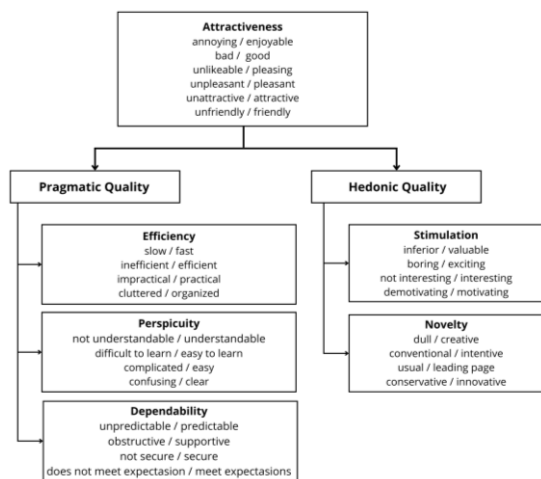 Attractiveness
annoying / enjoyable
bad / good
unlikeable / pleasing
unpleasant / pleasant
unattractive / attractive
unfriendly / friendly
Pragmatic Quality
Hedonic Quality
Efficiency
slow / fast
inefficient / efficient
impractical / practical
cluttered / organized
Perspicuity
not understandable / understandable
difficult to learn / easy to learn
complicated / easy
confusing / clear
Dependability
unpredictable / predictable
obstructive / supportive
not secure / secure
does not meet expectasion / meet expectasions
Stimulation
inferior / valuable
boring / exciting
not interesting / interesting
demotivating / motivating
Novelty
dull / creative
conventional / intentive
usual / leading page
conservative / innovative